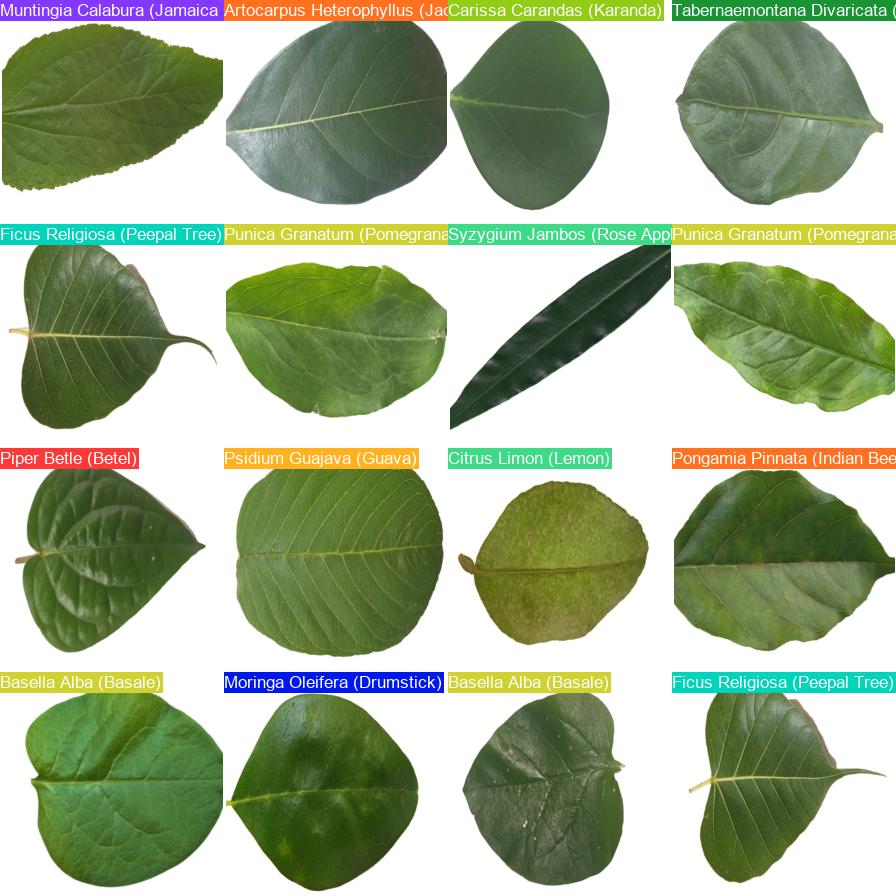 Muntingia Calabura (Jamaica
Artocarpus Heterophyllus (Jac
Carissa Carandas (Karanda)
Tabernaemontana Divaricata (
Ficus Religiosa (Peepal Tree)
Punica Granatum (Pomegrana
Syzygium Jambos (Rose Appl
Punica Granatum (Pomegrana
Piper Betle (Betel)
Psidium Guajava (Guava)
Citrus Limon (Lemon)
Pongamia Pinnata (Indian Bee
Basella Alba (Basale)
Moringa Oleifera (Drumstick)
Basella Alba (Basale)
Ficus Religiosa (Peepal Tree)